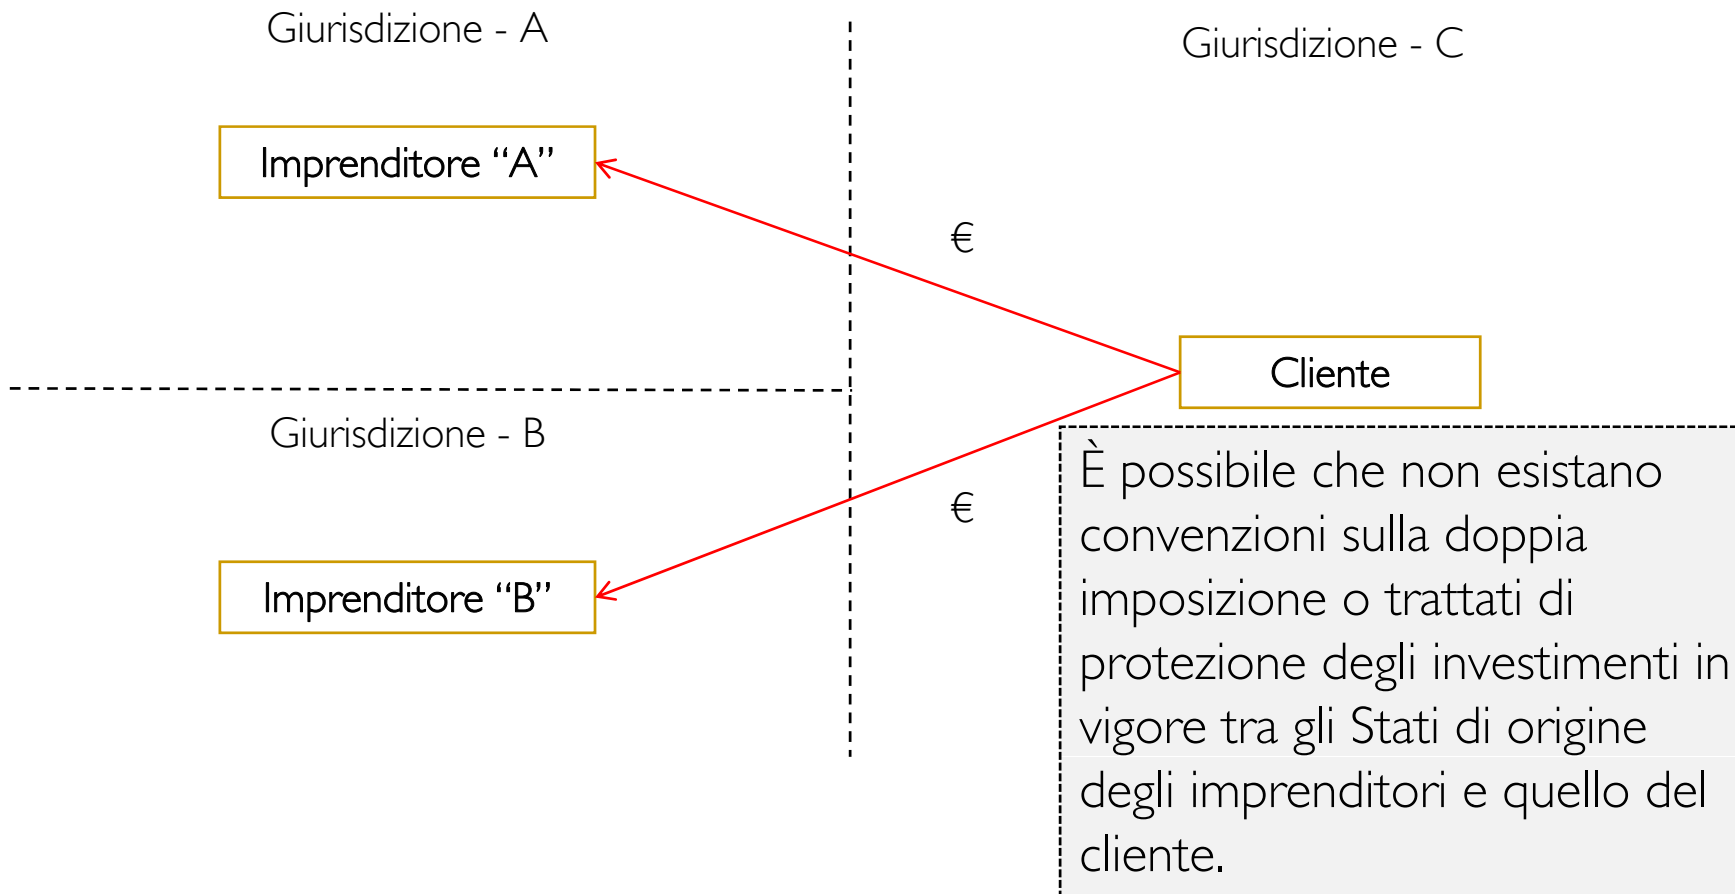 Giurisdizione - A
Giurisdizione - C
Imprenditore “A”
€
Cliente
Giurisdizione - B
€
Imprenditore “B”
È possibile che non esistano
convenzioni sulla doppia
imposizione o trattati di
protezione degli investimenti in
vigore tra gli Stati di origine
degli imprenditori e quello del
cliente.